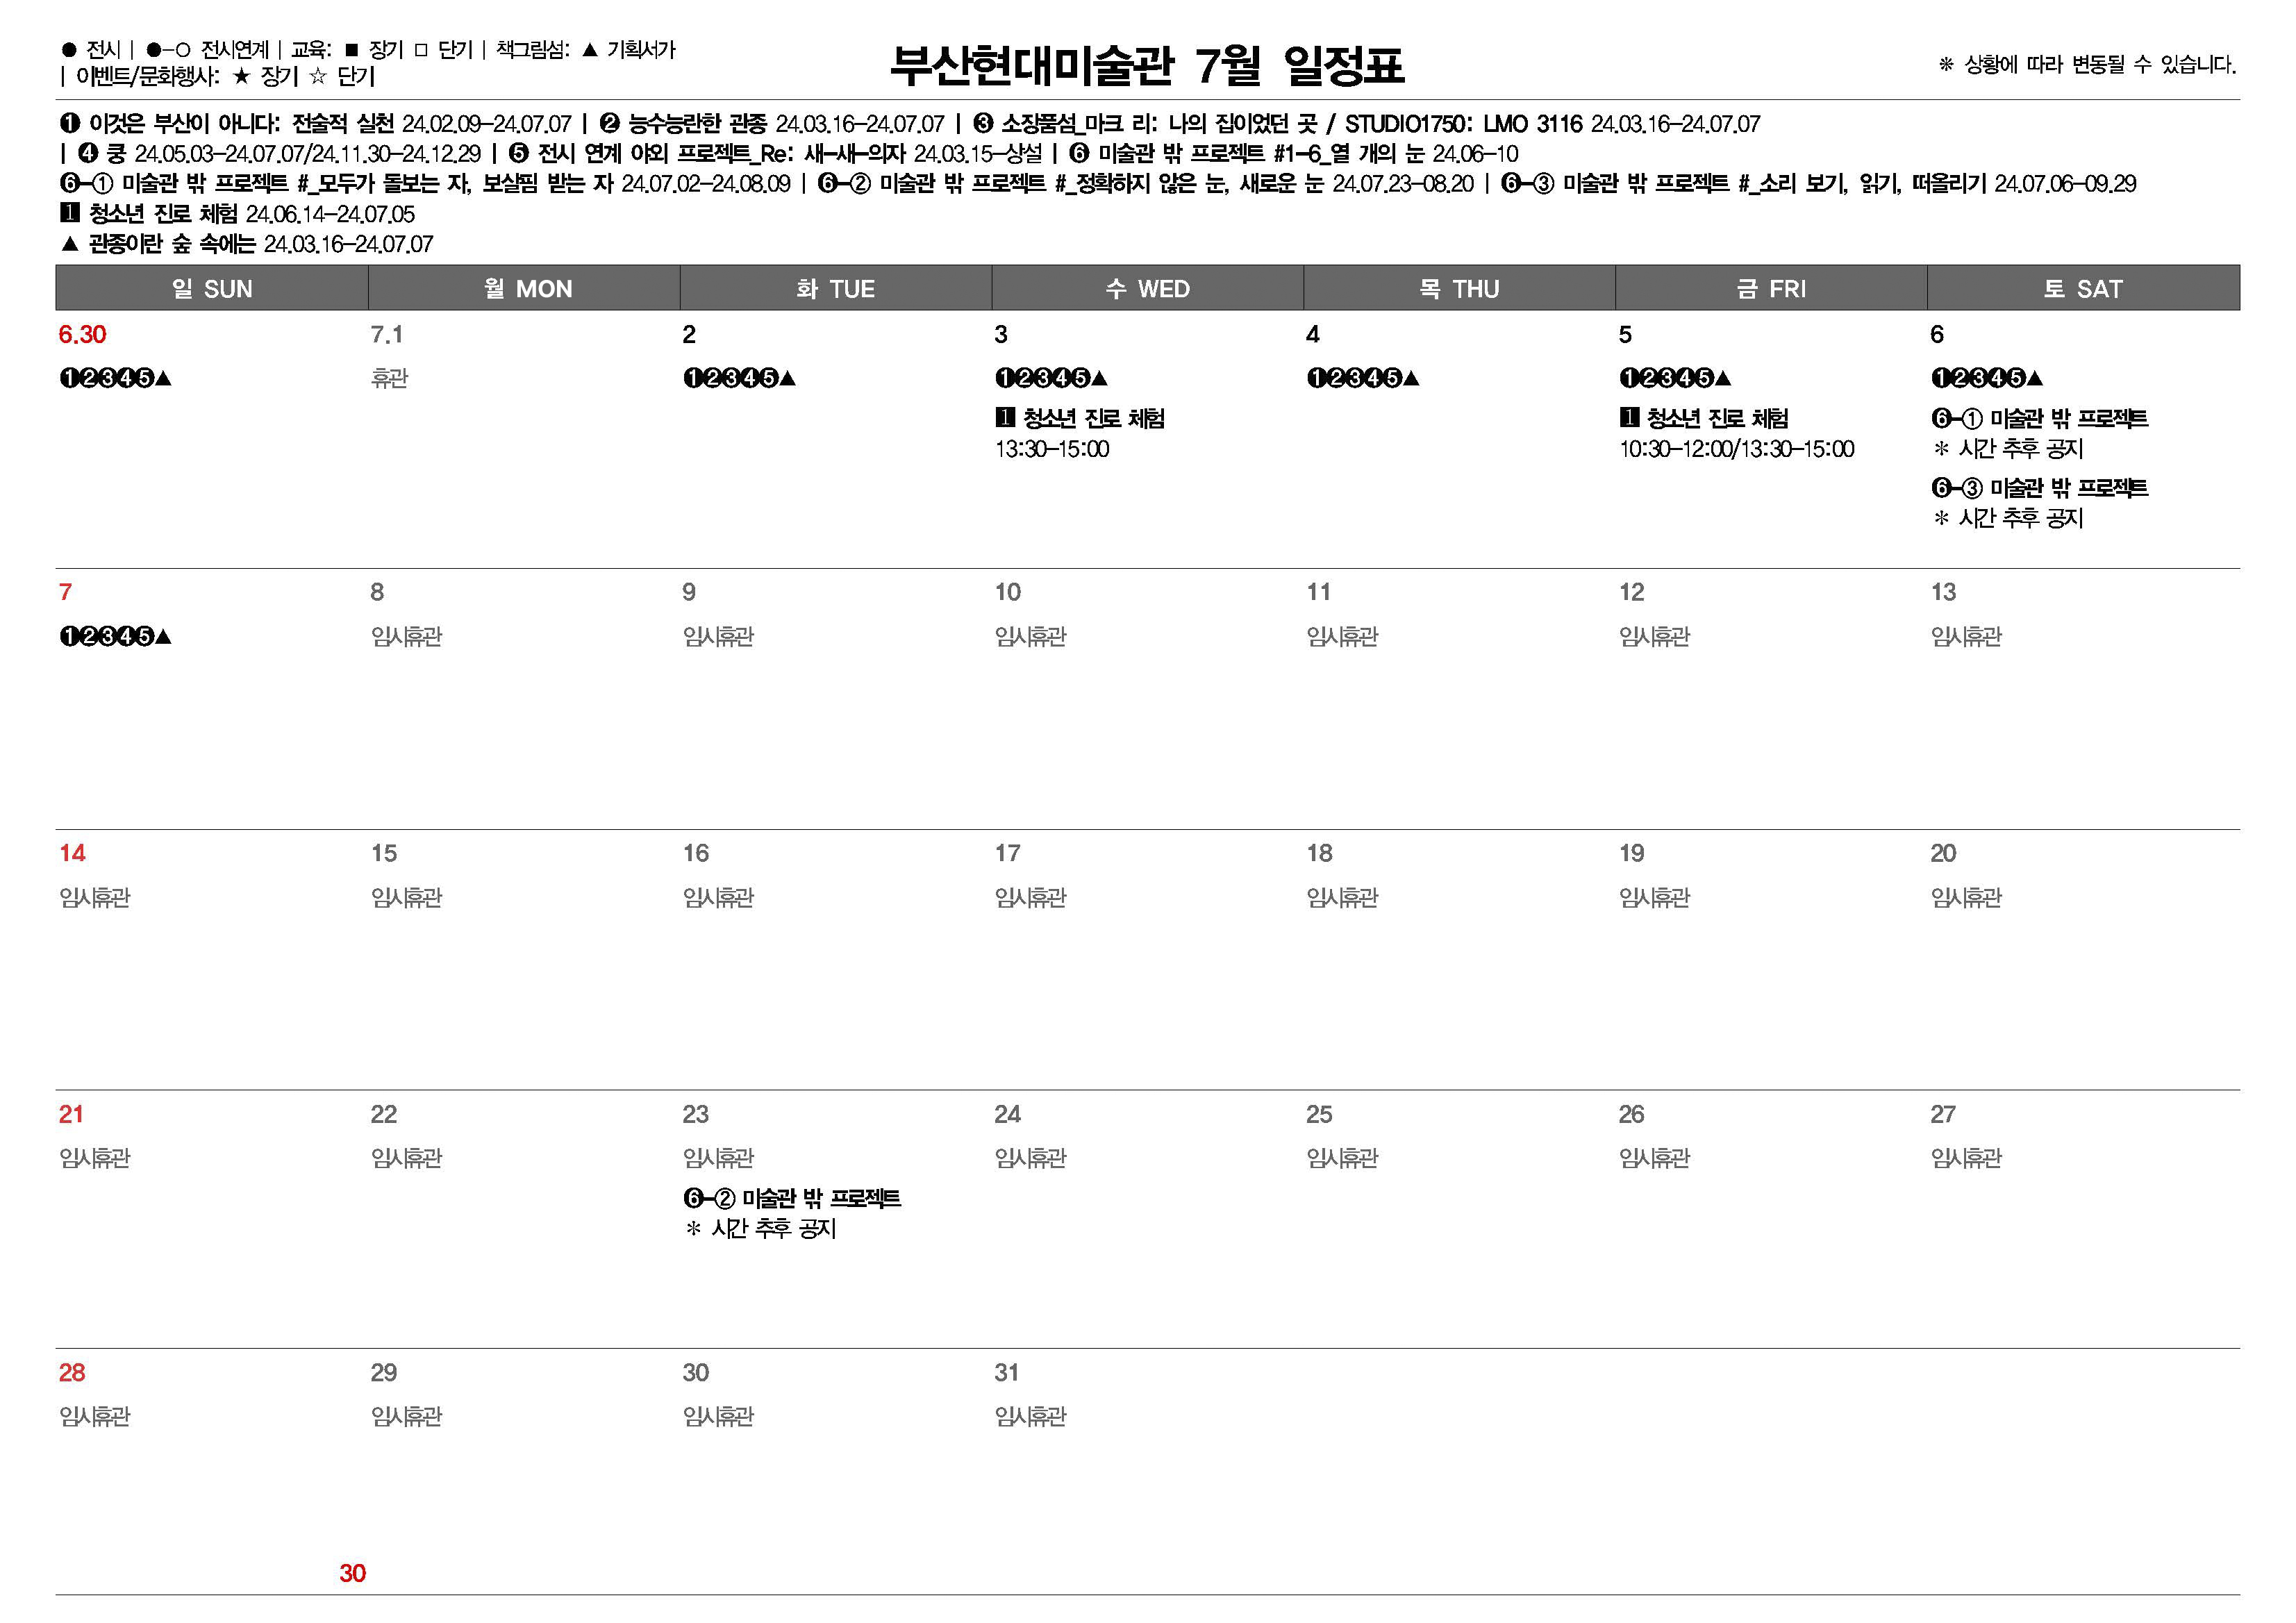 ● 전시 | ●─○ 전시연계 | 교육: ■ 장기 □ 단기 | 책그림섬: ▲ 기획서가
| 이벤트/문화행사: ★ 장기 ☆ 단기
부산현대미술관 7월 일정표
※ 상황에 따라 변동될 수 있습니다.
❶ 이것은 부산이 아니다: 전술적 실천 24.02.09─24.07.07 | ❷ 능수능란한 관종 24.03.16─24.07.07 | ❸ 소장품섬_마크 리: 나의 집이었던 곳 / STUDIO1750: LMO 3116 24.03.16─24.07.07
| ❹ 쿵 24.05.03─24.07.07/24.11.30─24.12.29 | ❺ 전시 연계 야외 프로젝트_Re: 새─새─의자 24.03.15─상설 | ❻ 미술관 밖 프로젝트 #1─6_열 개의 눈 24.06─10
❻─① 미술관 밖 프로젝트 #_모두가 돌보는 자, 보살핌 받는 자 24.07.02─24.08.09 | ❻─② 미술관 밖 프로젝트 #_정확하지 않은 눈, 새로운 눈 24.07.23─08.20 | ❻─③ 미술관 밖 프로젝트 #_소리 보기, 읽기, 떠올리기 24.07.06─09.29
1 청소년 진로 체험 24.06.14─24.07.05
▲ 관종이란 숲 속에는 24.03.16─24.07.07
일 SUN 월 MON 화 TUE 수 WED 목 THU 금 FRI 토 SAT
6.30 7.1 2 3 4 5 6
❶❷❸❹❺▲ 휴관 ❶❷❸❹❺▲ ❶❷❸❹❺▲ ❶❷❸❹❺▲ ❶❷❸❹❺▲ ❶❷❸❹❺▲
1 청소년 진로 체험 1 청소년 진로 체험 ❻─① 미술관 밖 프로젝트
13:30─15:00 10:30─12:00/13:30─15:00 * 시간 추후 공지
❻─③ 미술관 밖 프로젝트
* 시간 추후 공지
7 8 9 10 11 12 13
❶❷❸❹❺▲ 임시휴관 임시휴관 임시휴관 임시휴관 임시휴관 임시휴관
14 15 16 17 18 19 20
임시휴관 임시휴관 임시휴관 임시휴관 임시휴관 임시휴관 임시휴관
21 22 23 24 25 26 27
임시휴관 임시휴관 임시휴관 임시휴관 임시휴관 임시휴관 임시휴관
❻─② 미술관 밖 프로젝트
* 시간 추후 공지
28 29 30 31
임시휴관 임시휴관 임시휴관 임시휴관
30